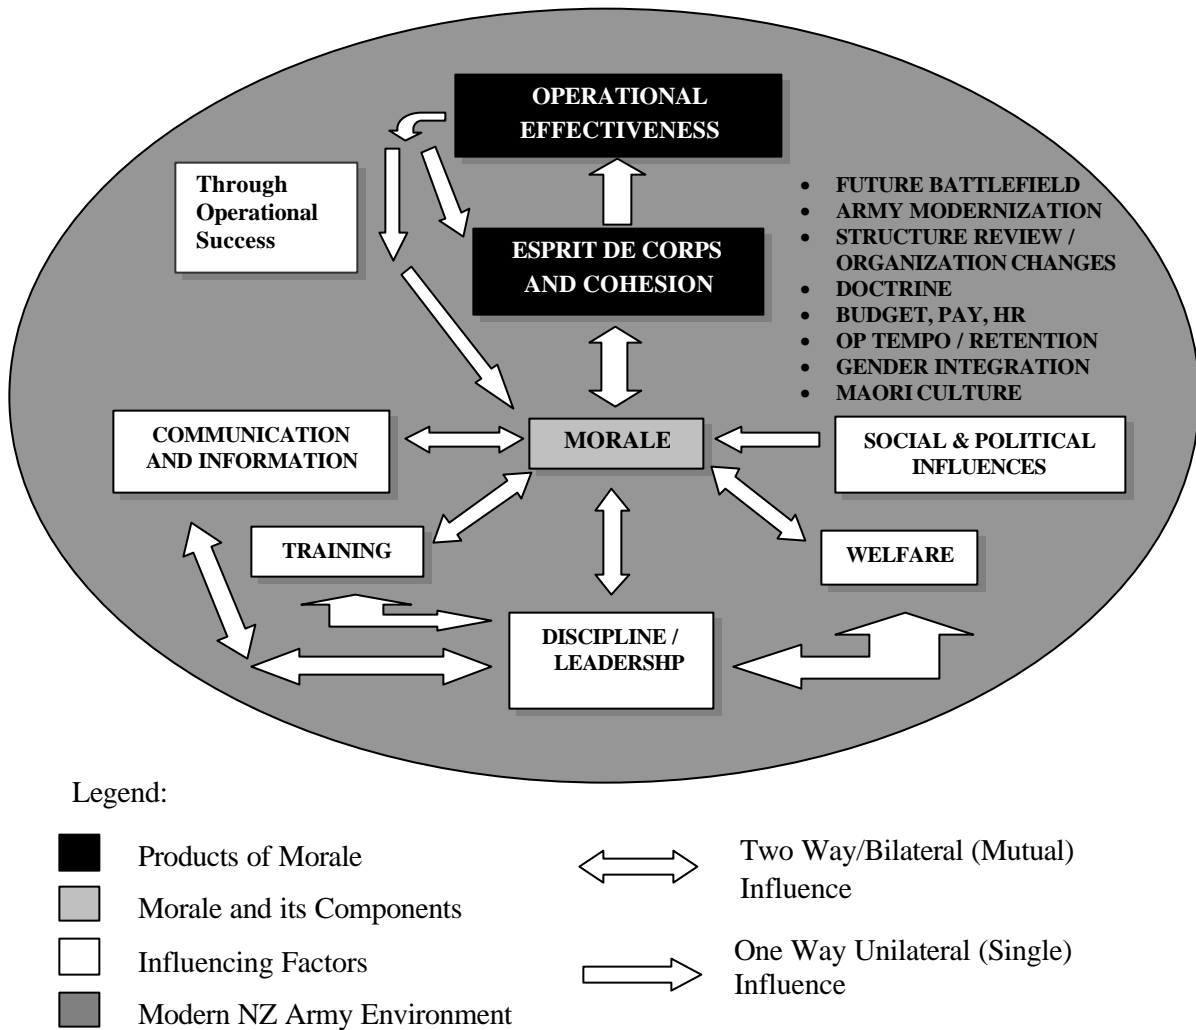 OPERATIONAL
EFFECTIVENESS
Through
Operational
Success
ESPRIT DE CORPS
AND COHESION
• FUTURE BATTLEFIELD
• ARMY MODERNIZATION
• STRUCTURE REVIEW /
ORGANIZATION CHANGES
• DOCTRINE
• BUDGET, PAY, HR
• OP TEMPO / RETENTION
• GENDER INTEGRATION
• MAORI CULTURE
COMMUNICATION
AND INFORMATION
MORALE
SOCIAL & POLITICAL
INFLUENCES
TRAINING
WELFARE
DISCIPLINE /
LEADERSHP
Legend:
Products of Morale
Morale and its Components
Influencing Factors
Modern NZ Army Environment
Two Way/Bilateral (Mutual)
Influence
One Way Unilateral (Single)
Influence